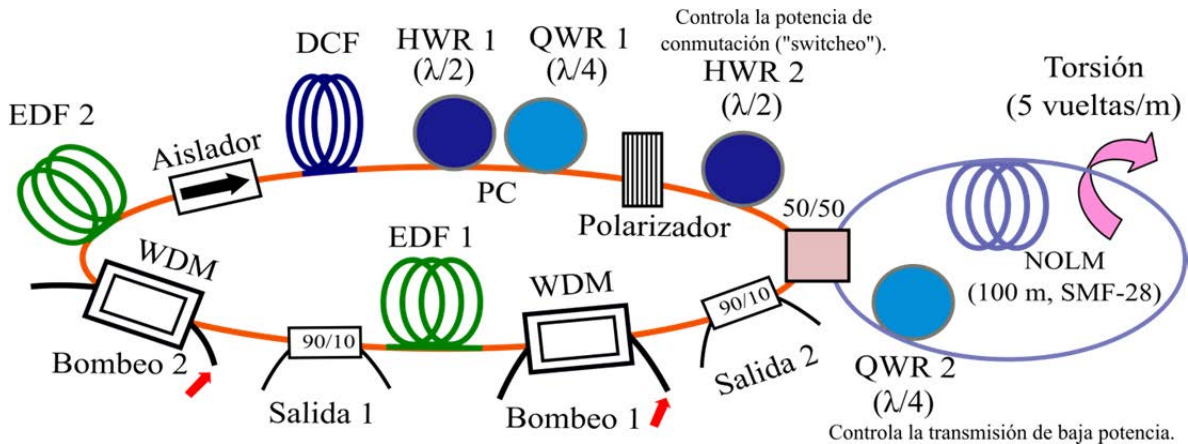 Controla la potencia de
conmutación ("switcheo").
DCF
HWR 1
(λ/2)
QWR 1
(λ/4)
HWR 2
(λ/2)
Torsión
(5 vueltas/m)
EDF 2
Aislador
PC
Polarizador
50/50
WDM
EDF 1
WDM
90/10
NOLM
(100 m, SMF-28)
90/10
Bombeo 2
Salida 1
Bombeo 1
Salida 2
QWR 2
(λ/4)
Controla la transmisión de baja potencia.